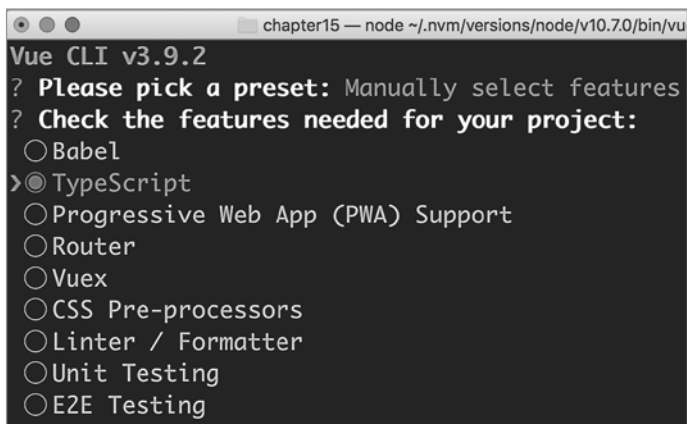 chapter15 — node ~/.nvm/versions/node/v10.7.0/bin/vu
Vue CLI v3.9.2
? Please pick a preset: Manually select features
? Check the features needed for your project:
◯ Babel
❯◉ TypeScript
◯ Progressive Web App (PWA) Support
◯ Router
◯ Vuex
◯ CSS Pre-processors
◯ Linter / Formatter
◯ Unit Testing
◯ E2E Testing